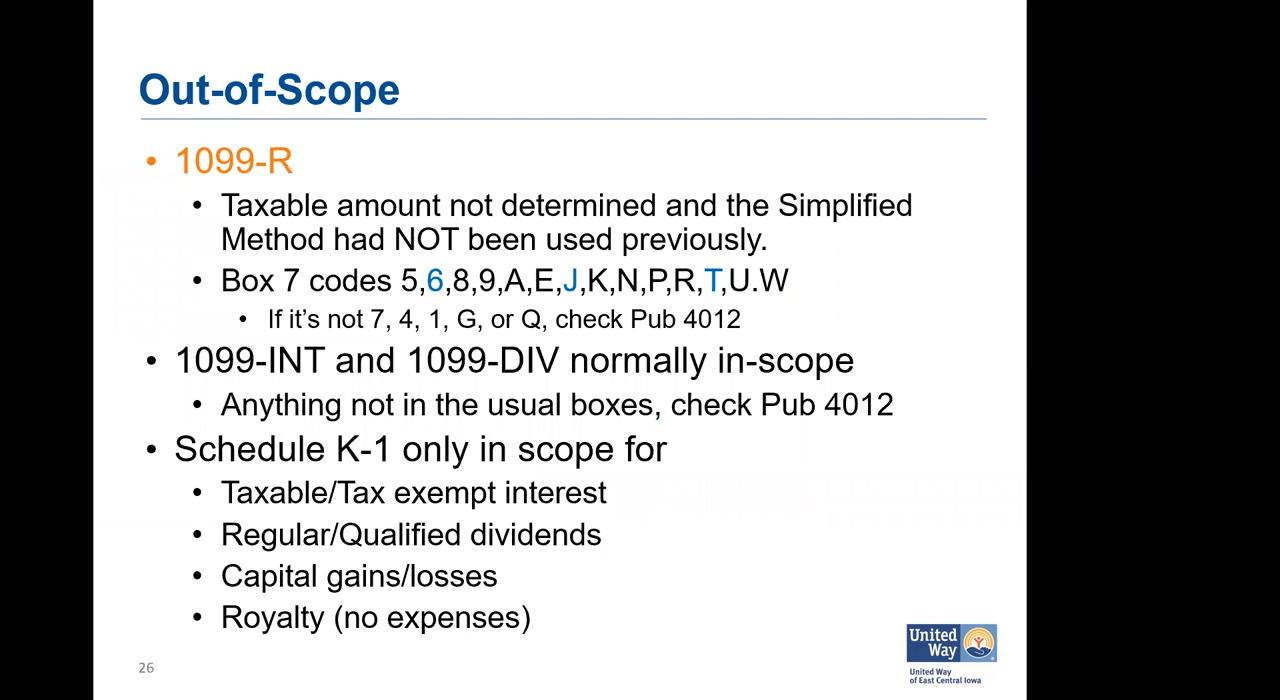 Out-of-Scope
• 1099-R
• Taxable amount not determined and the Simplified
Method had NOT been used previously.
• Box 7 codes 5,6,8,9,A,E,J,K,N,P,R,T,U.W
• If it’s not 7, 4, 1, G, or Q, check Pub 4012
• 1099-INT and 1099-DIV normally in-scope
• Anything not in the usual boxes, check Pub 4012
• Schedule K-1 only in scope for
• Taxable/Tax exempt interest
• Regular/Qualified dividends
• Capital gains/losses
• Royalty (no expenses)
26
United
Way
United Way
of East Central Iowa